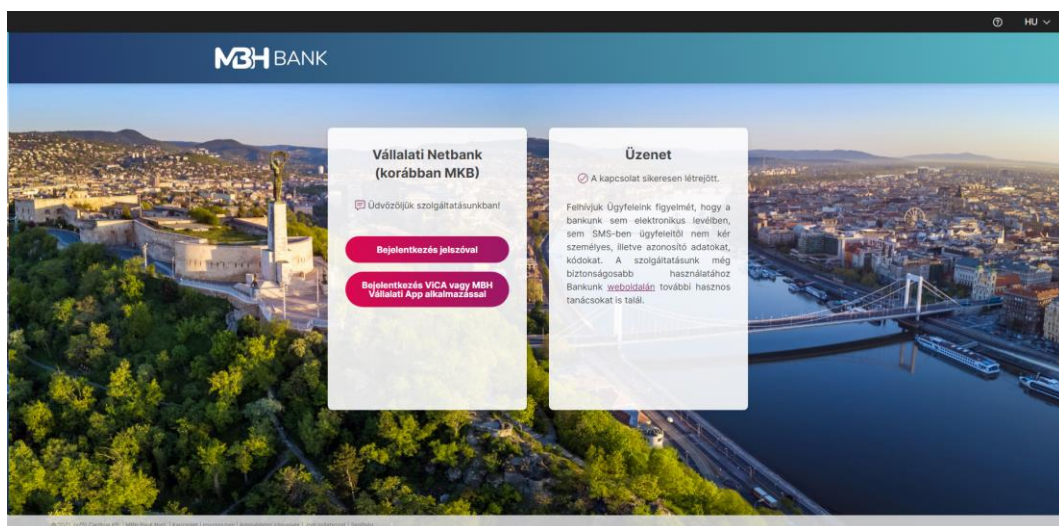 HU
MBH BANK
Vállalati Netbank
(korábban MKB)
Üdvözöljük szolgáltatásunkban!
Bejelentkezés jelszóval
Bejelentkezés ViCA vagy MBH
Vállalati App alkalmazással
Üzenet
A kapcsolat sikeresen létrejött.
Felhívjuk Ügyfeleink figyelmét, hogy a
bankunk sem elektronikus levélben,
sem SMS-ben ügyfeleitől nem kér
személyes, illetve azonosító adatokat,
kódokat. A szolgáltatásunk még
biztonságosabb használatához
Bankunk weboldalán további hasznos
tanácsokat is talál.